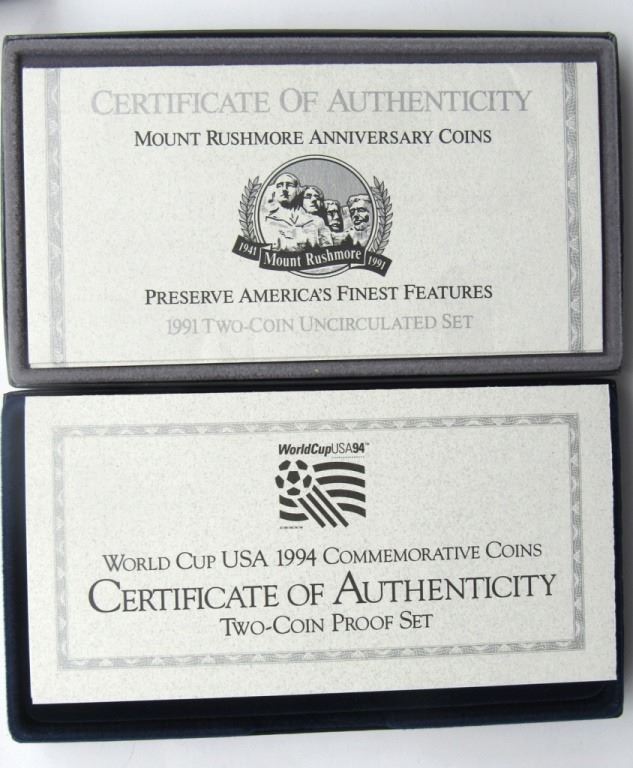 CERTIFICATE OF AUTHENTICITY
MOUNT RUSHMORE ANNIVERSARY COINS
1941 Mount Rushmore 1991
PRESERVE AMERICA'S FINEST FEATURES
1991 TWO-COIN UNCIRCULATED SET
WorldCupUSA94™
WORLD CUP USA 1994 COMMEMORATIVE COINS
CERTIFICATE OF AUTHENTICITY
TWO-COIN PROOF SET